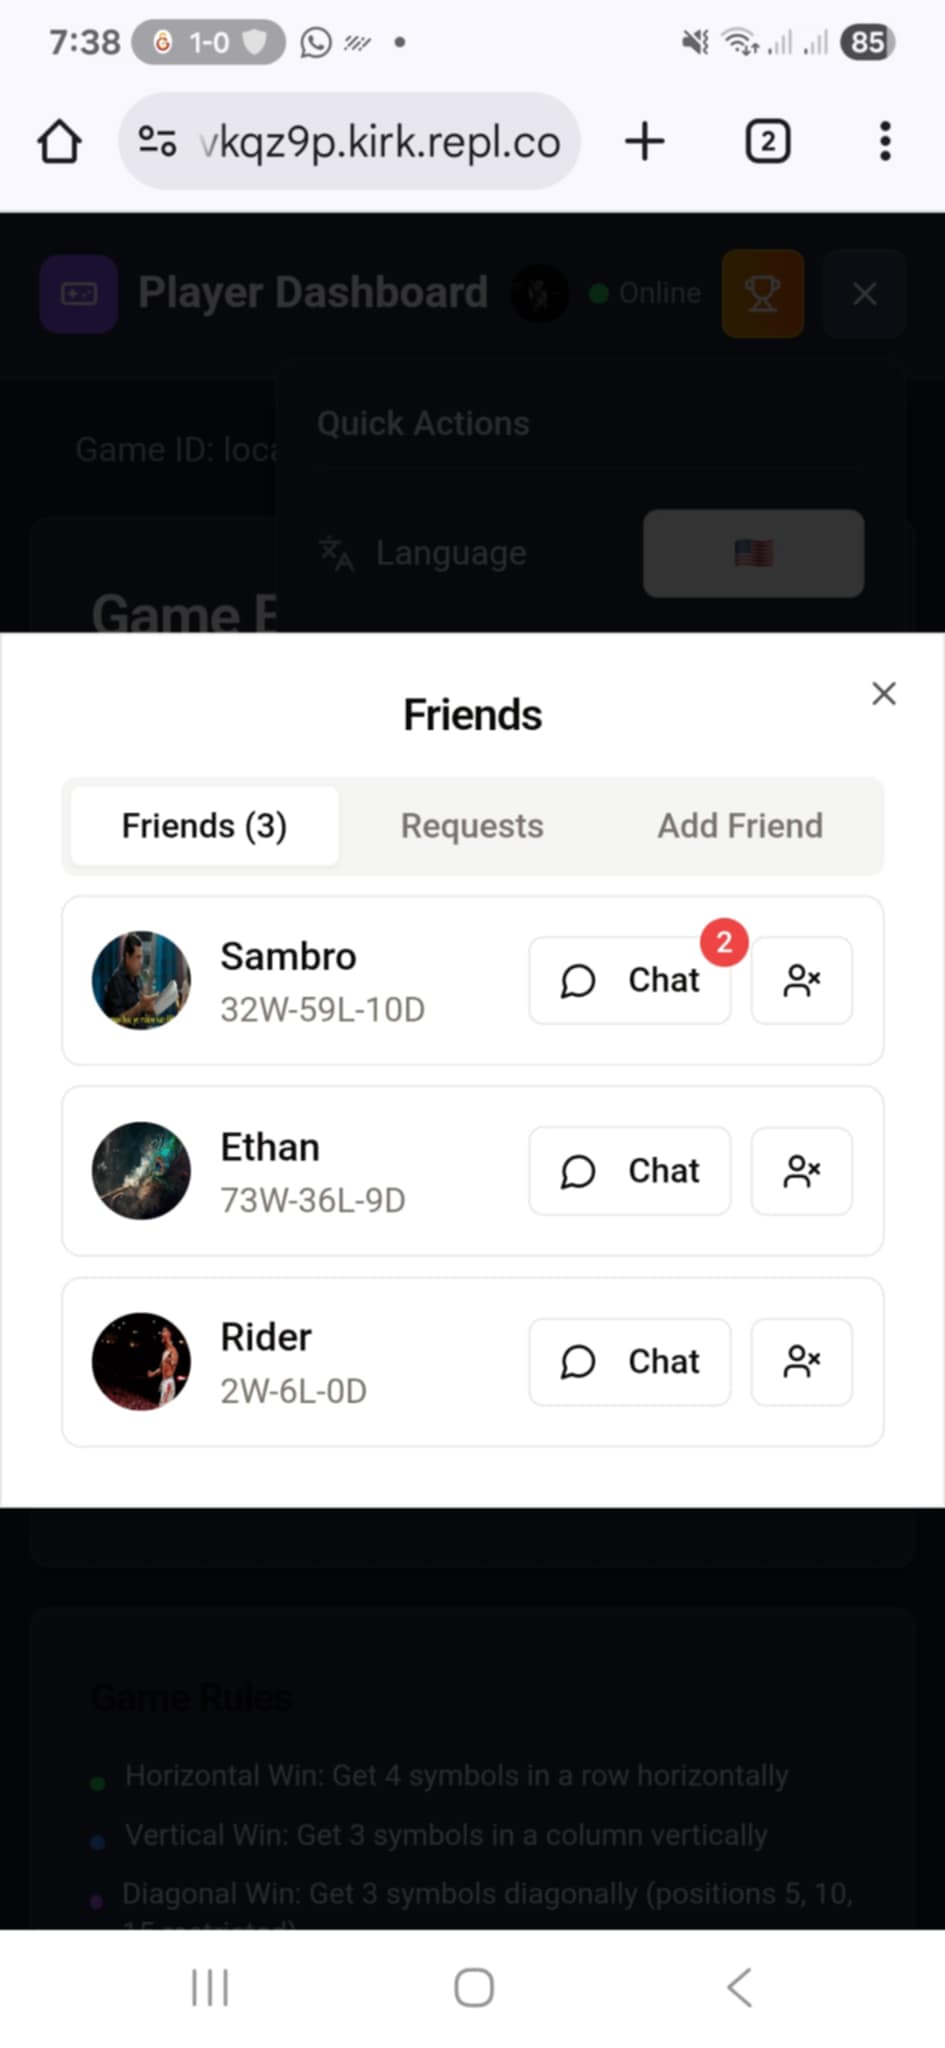 7:38 1-0 85
vkqz9p.kirk.repl.co 2
Player Dashboard Online
Quick Actions
Game ID: loca
Language
Game
Friends
Friends (3) Requests Add Friend
Sambro
32W-59L-10D
Chat 2
Ethan
73W-36L-9D
Chat
Rider
2W-6L-0D
Chat
Game Rules
Horizontal Win: Get 4 symbols in a row horizontally
Vertical Win: Get 3 symbols in a column vertically
Diagonal Win: Get 3 symbols diagonally (positions 5, 10,
15 restricted)